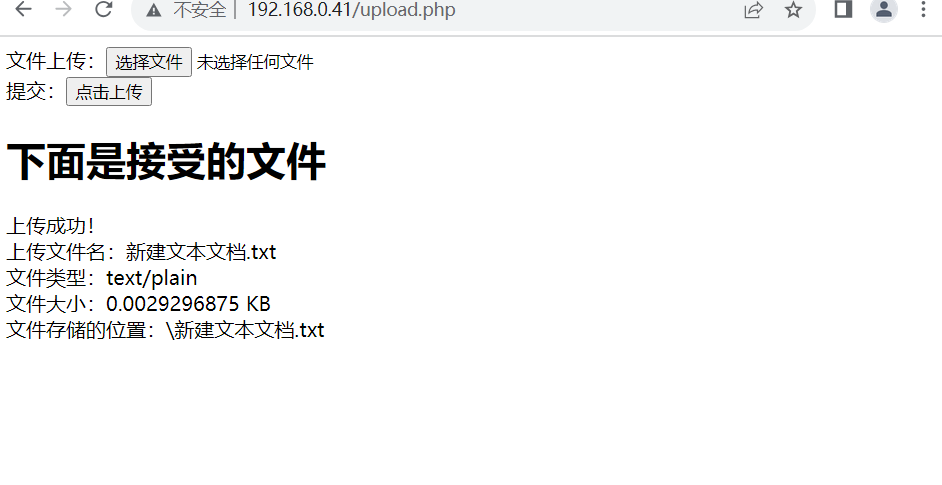 不安全 | 192.168.0.41/upload.php
文件上传：选择文件 未选择任何文件
提交：点击上传
下面是接受的文件
上传成功！
上传文件名：新建文本文档.txt
文件类型：text/plain
文件大小：0.0029296875 KB
文件存储的位置：\新建文本文档.txt